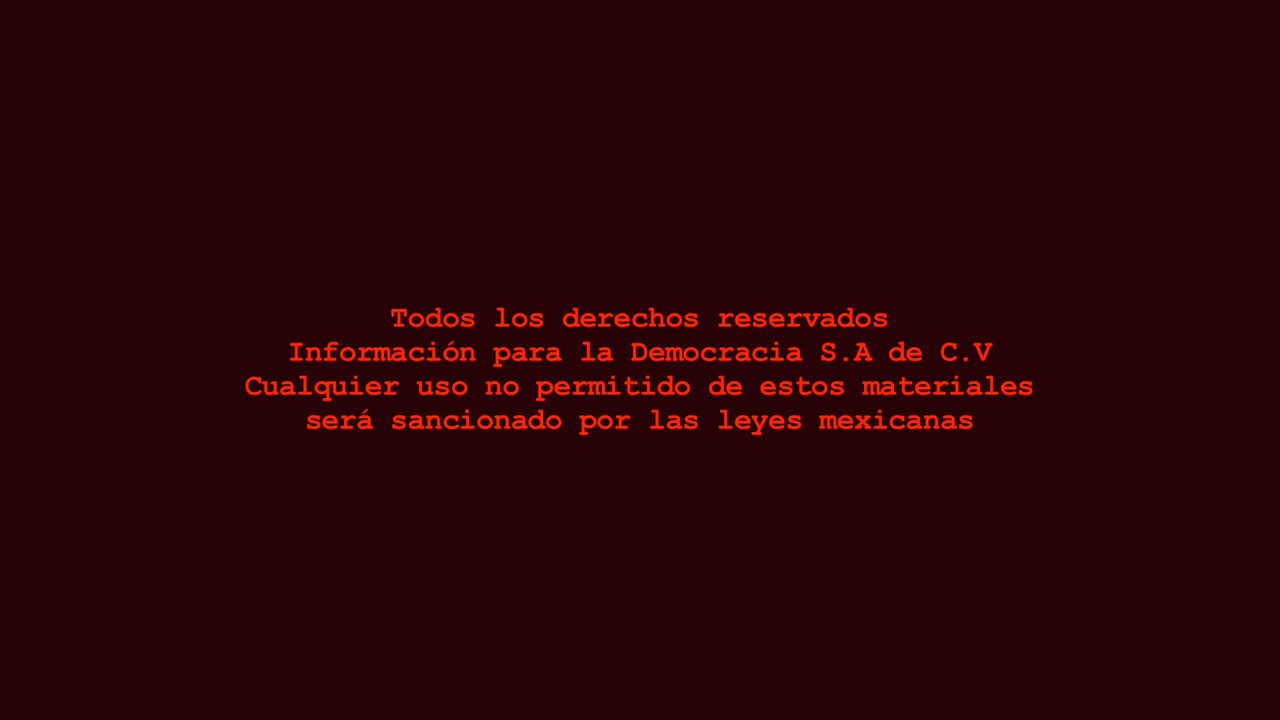 Todos los derechos reservados
Información para la Democracia S.A de C.V
Cualquier uso no permitido de estos materiales
será sancionado por las leyes mexicanas